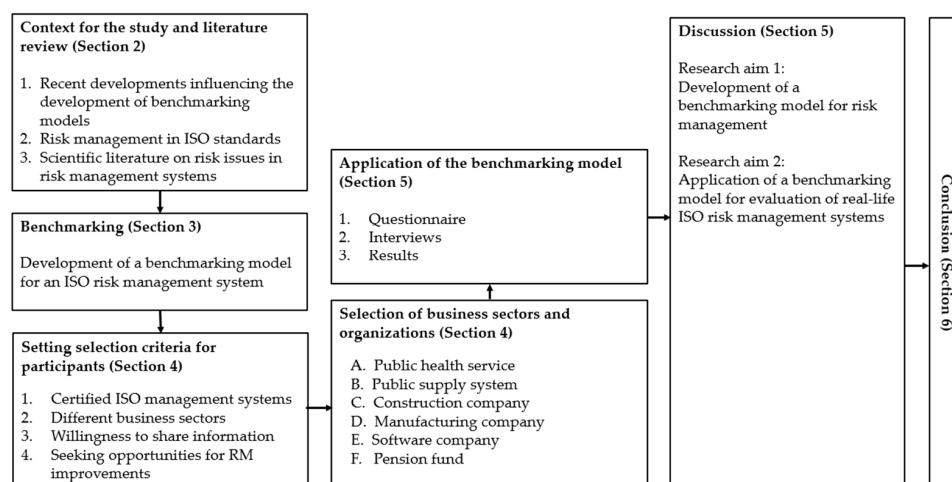 Context for the study and literature
review (Section 2)
1. Recent developments influencing the
development of benchmarking
models
2. Risk management in ISO standards
3. Scientific literature on risk issues in
risk management systems
Benchmarking (Section 3)
Development of a benchmarking model
for an ISO risk management system
Setting selection criteria for
participants (Section 4)
1. Certified ISO management systems
2. Different business sectors
3. Willingness to share information
4. Seeking opportunities for RM
improvements
Selection of business sectors and
organizations (Section 4)
A. Public health service
B. Public supply system
C. Construction company
D. Manufacturing company
E. Software company
F. Pension fund
Application of the benchmarking model
(Section 5)
1. Questionnaire
2. Interviews
3. Results
Discussion (Section 5)
Research aim 1:
Development of a
benchmarking model for risk
management
Research aim 2:
Application of a benchmarking
model for evaluation of real-life
ISO risk management systems
Conclusion (Section 6)